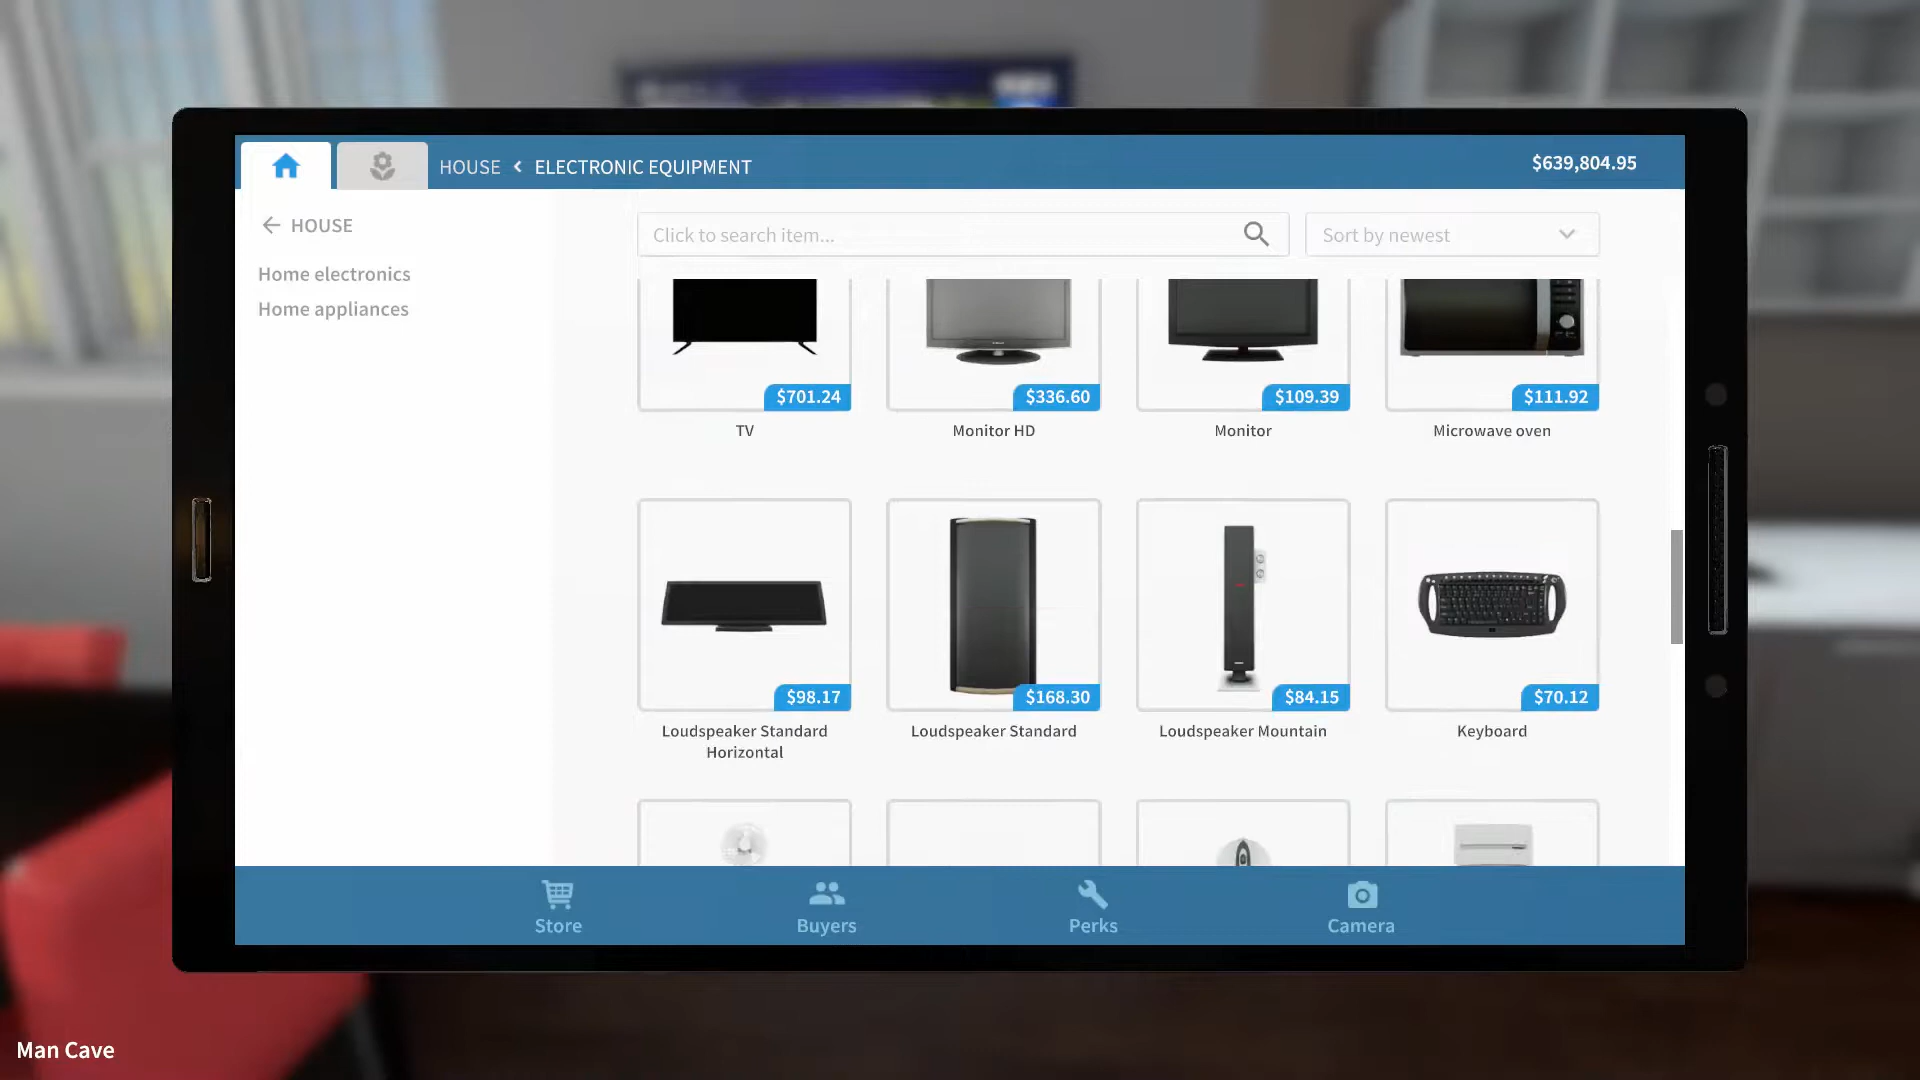 HOUSE < ELECTRONIC EQUIPMENT
$639,804.95
HOUSE
Home electronics
Home appliances
Click to search item...
Sort by newest
$701.24
$336.60
$109.39
$111.92
TV
Monitor HD
Monitor
Microwave oven
$98.17
$168.30
$84.15
$70.12
Loudspeaker Standard
Horizontal
Loudspeaker Standard
Loudspeaker Mountain
Keyboard
Store
Buyers
Perks
Camera
Man Cave